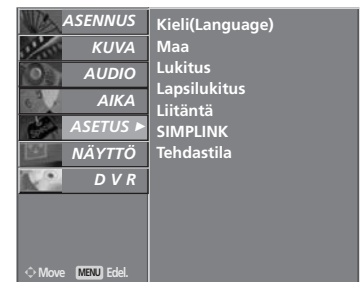 ASENNUS
KUVA
AUDIO
AIKA
ASETUS ►
NÄYTTÖ
D V R
Move MENU Edel.
Kieli(Language)
Maa
Lukitus
Lapsilukitus
Liitäntä
SIMPLINK
Tehdastila